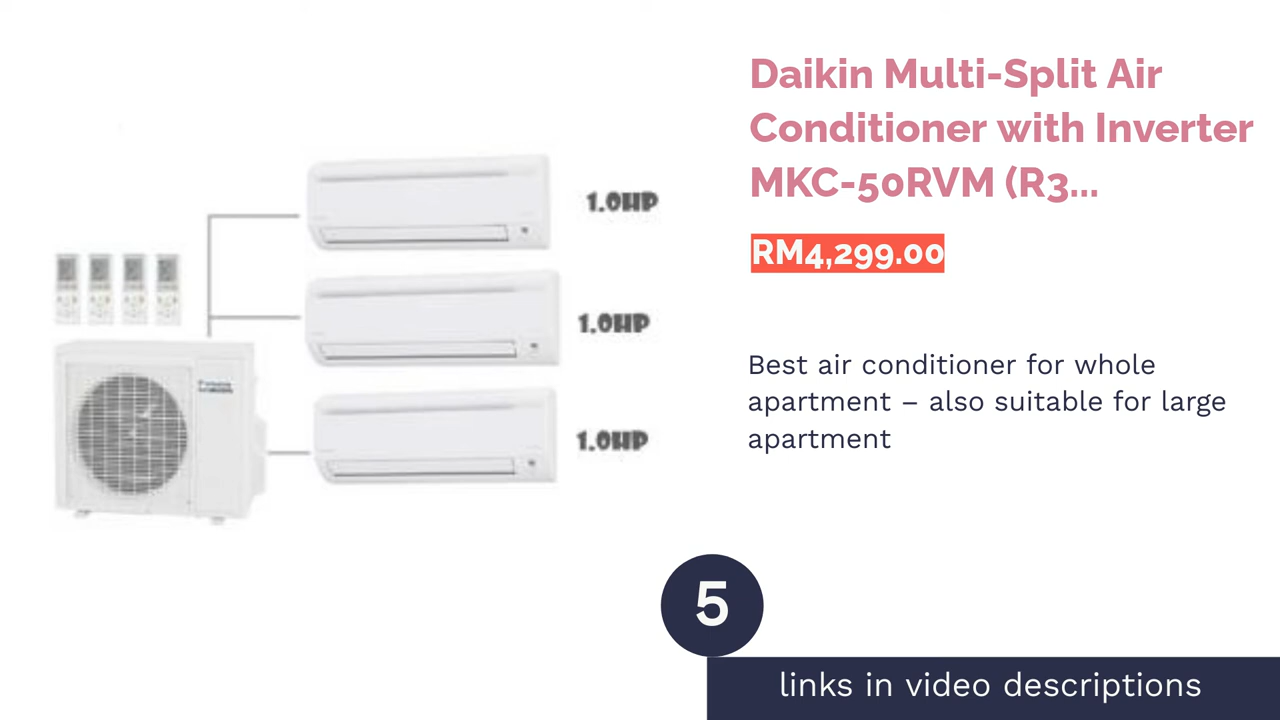 Daikin Multi-Split Air
Conditioner with Inverter
MKC-50RVM (R3...
RM4,299.00
1.0HP
1.0HP
1.0HP
Best air conditioner for whole
apartment – also suitable for large
apartment
5
links in video descriptions